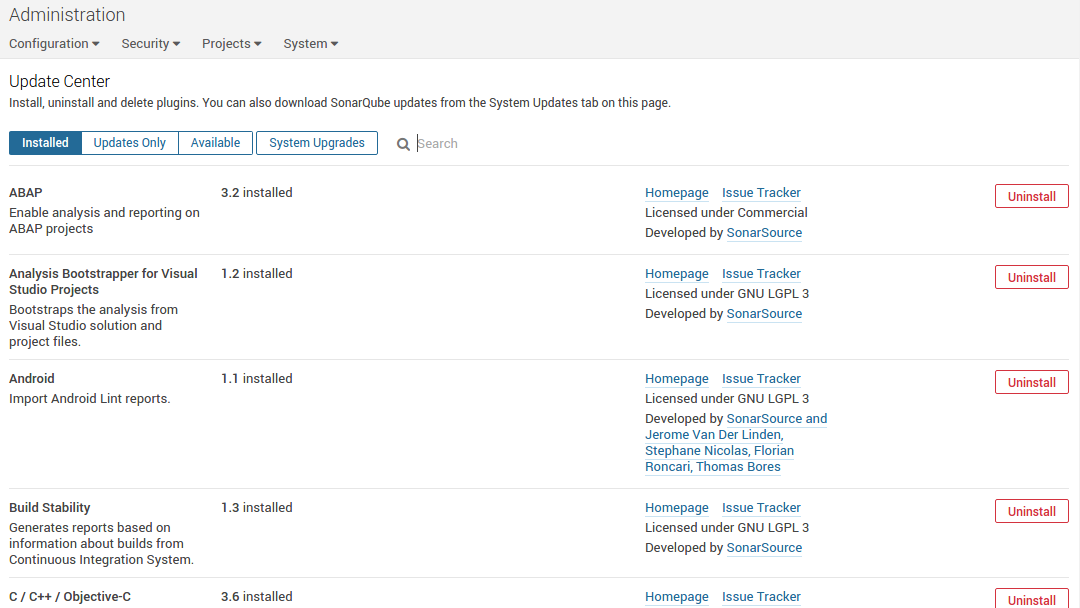 Administration
Configuration Security Projects System
Update Center
Install, uninstall and delete plugins. You can also download SonarQube updates from the System Updates tab on this page.
Installed Updates Only Available System Upgrades Search
ABAP 3.2 installed Homepage Issue Tracker Uninstall
Enable analysis and reporting on Licensed under Commercial
ABAP projects Developed by SonarSource
Analysis Bootstrapper for Visual 1.2 installed Homepage Issue Tracker Uninstall
Studio Projects Licensed under GNU LGPL 3
Bootstraps the analysis from Developed by SonarSource
Visual Studio solution and
project files.
Android 1.1 installed Homepage Issue Tracker Uninstall
Import Android Lint reports. Licensed under GNU LGPL 3
Developed by SonarSource and
Jerome Van Der Linden,
Stephane Nicolas, Florian
Roncari, Thomas Bores
Build Stability 1.3 installed Homepage Issue Tracker Uninstall
Generates reports based on Licensed under GNU LGPL 3
information about builds from Developed by SonarSource
Continuous Integration System.
C / C++ / Objective-C 3.6 installed Homepage Issue Tracker Uninstall